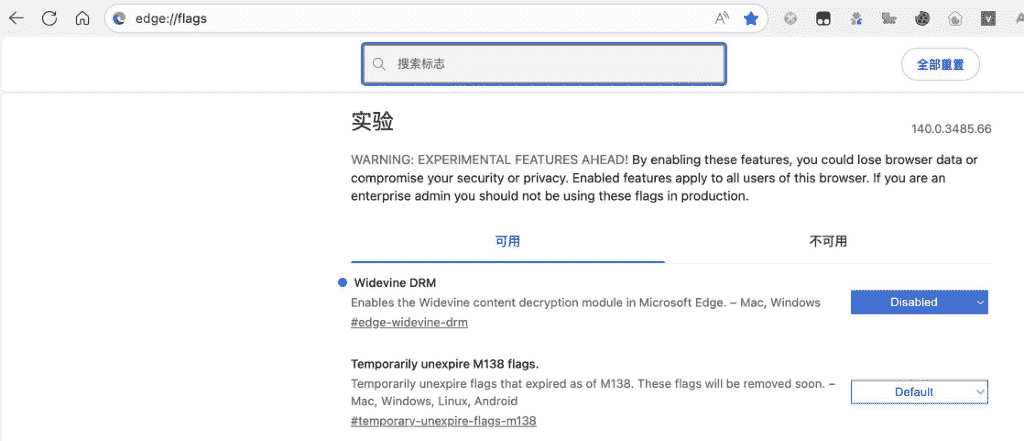 edge://flags
搜索标志
全部重置
实验
140.0.3485.66
WARNING: EXPERIMENTAL FEATURES AHEAD! By enabling these features, you could lose browser data or
compromise your security or privacy. Enabled features apply to all users of this browser. If you are an
enterprise admin you should not be using these flags in production.
可用
不可用
Widevine DRM
Enables the Widevine content decryption module in Microsoft Edge. – Mac, Windows
#edge-widevine-drm
Disabled
Temporarily unexpire M138 flags.
Temporarily unexpire flags that expired as of M138. These flags will be removed soon. –
Mac, Windows, Linux, Android
#temporary-unexpire-flags-m138
Default